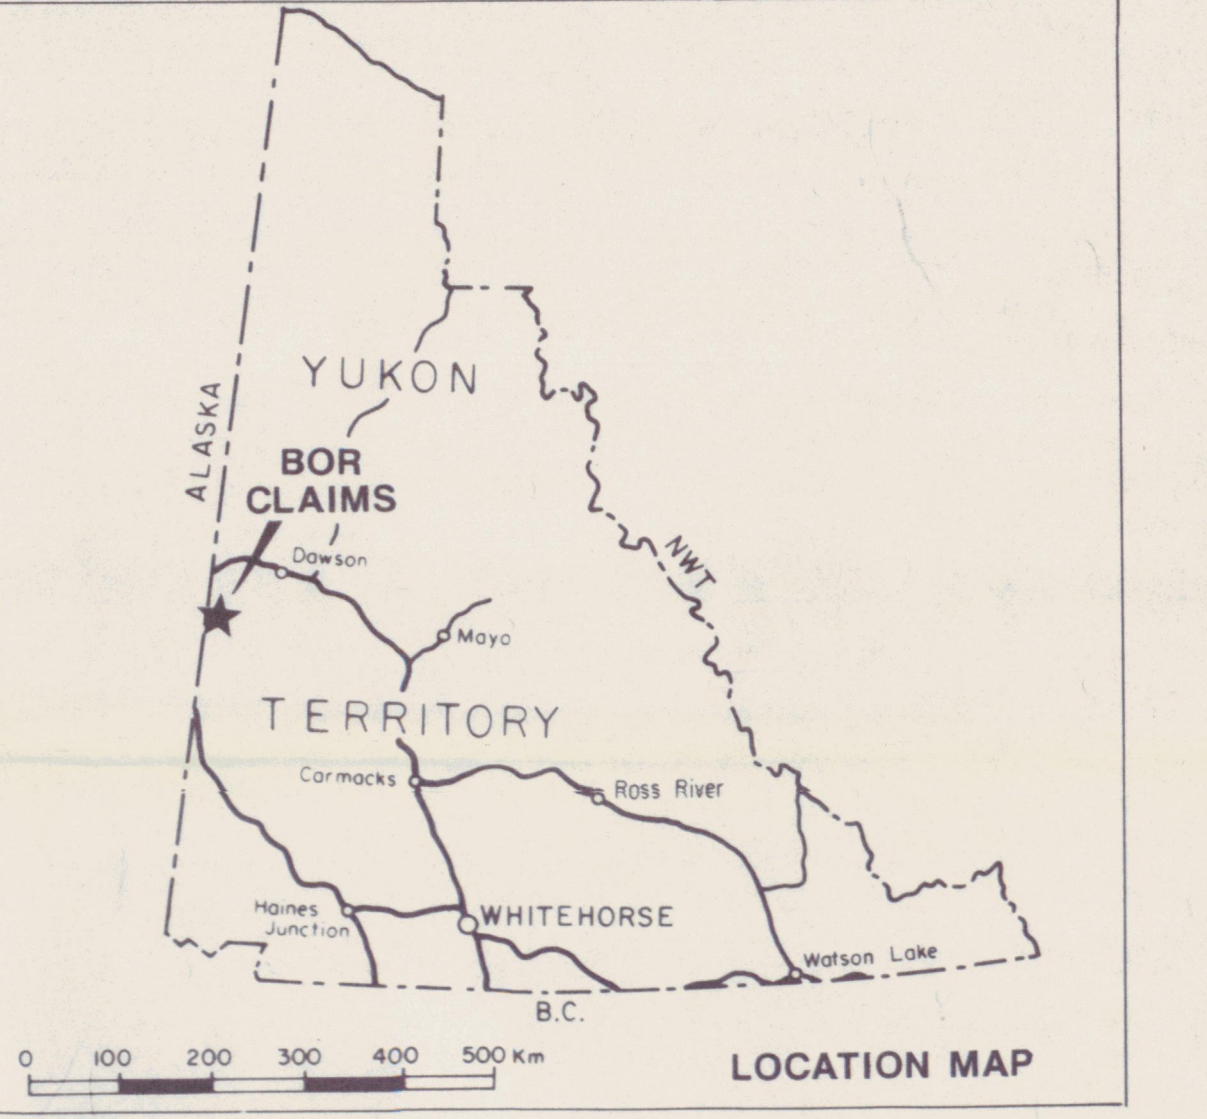 YUKON
ALASKA
BOR
CLAIMS
Dawson
NWT
Mayo
TERRITORY
Carmacks
Ross River
Haines
Junction
WHITEHORSE
Watson Lake
B.C.
0 100 200 300 400 500 Km
LOCATION MAP